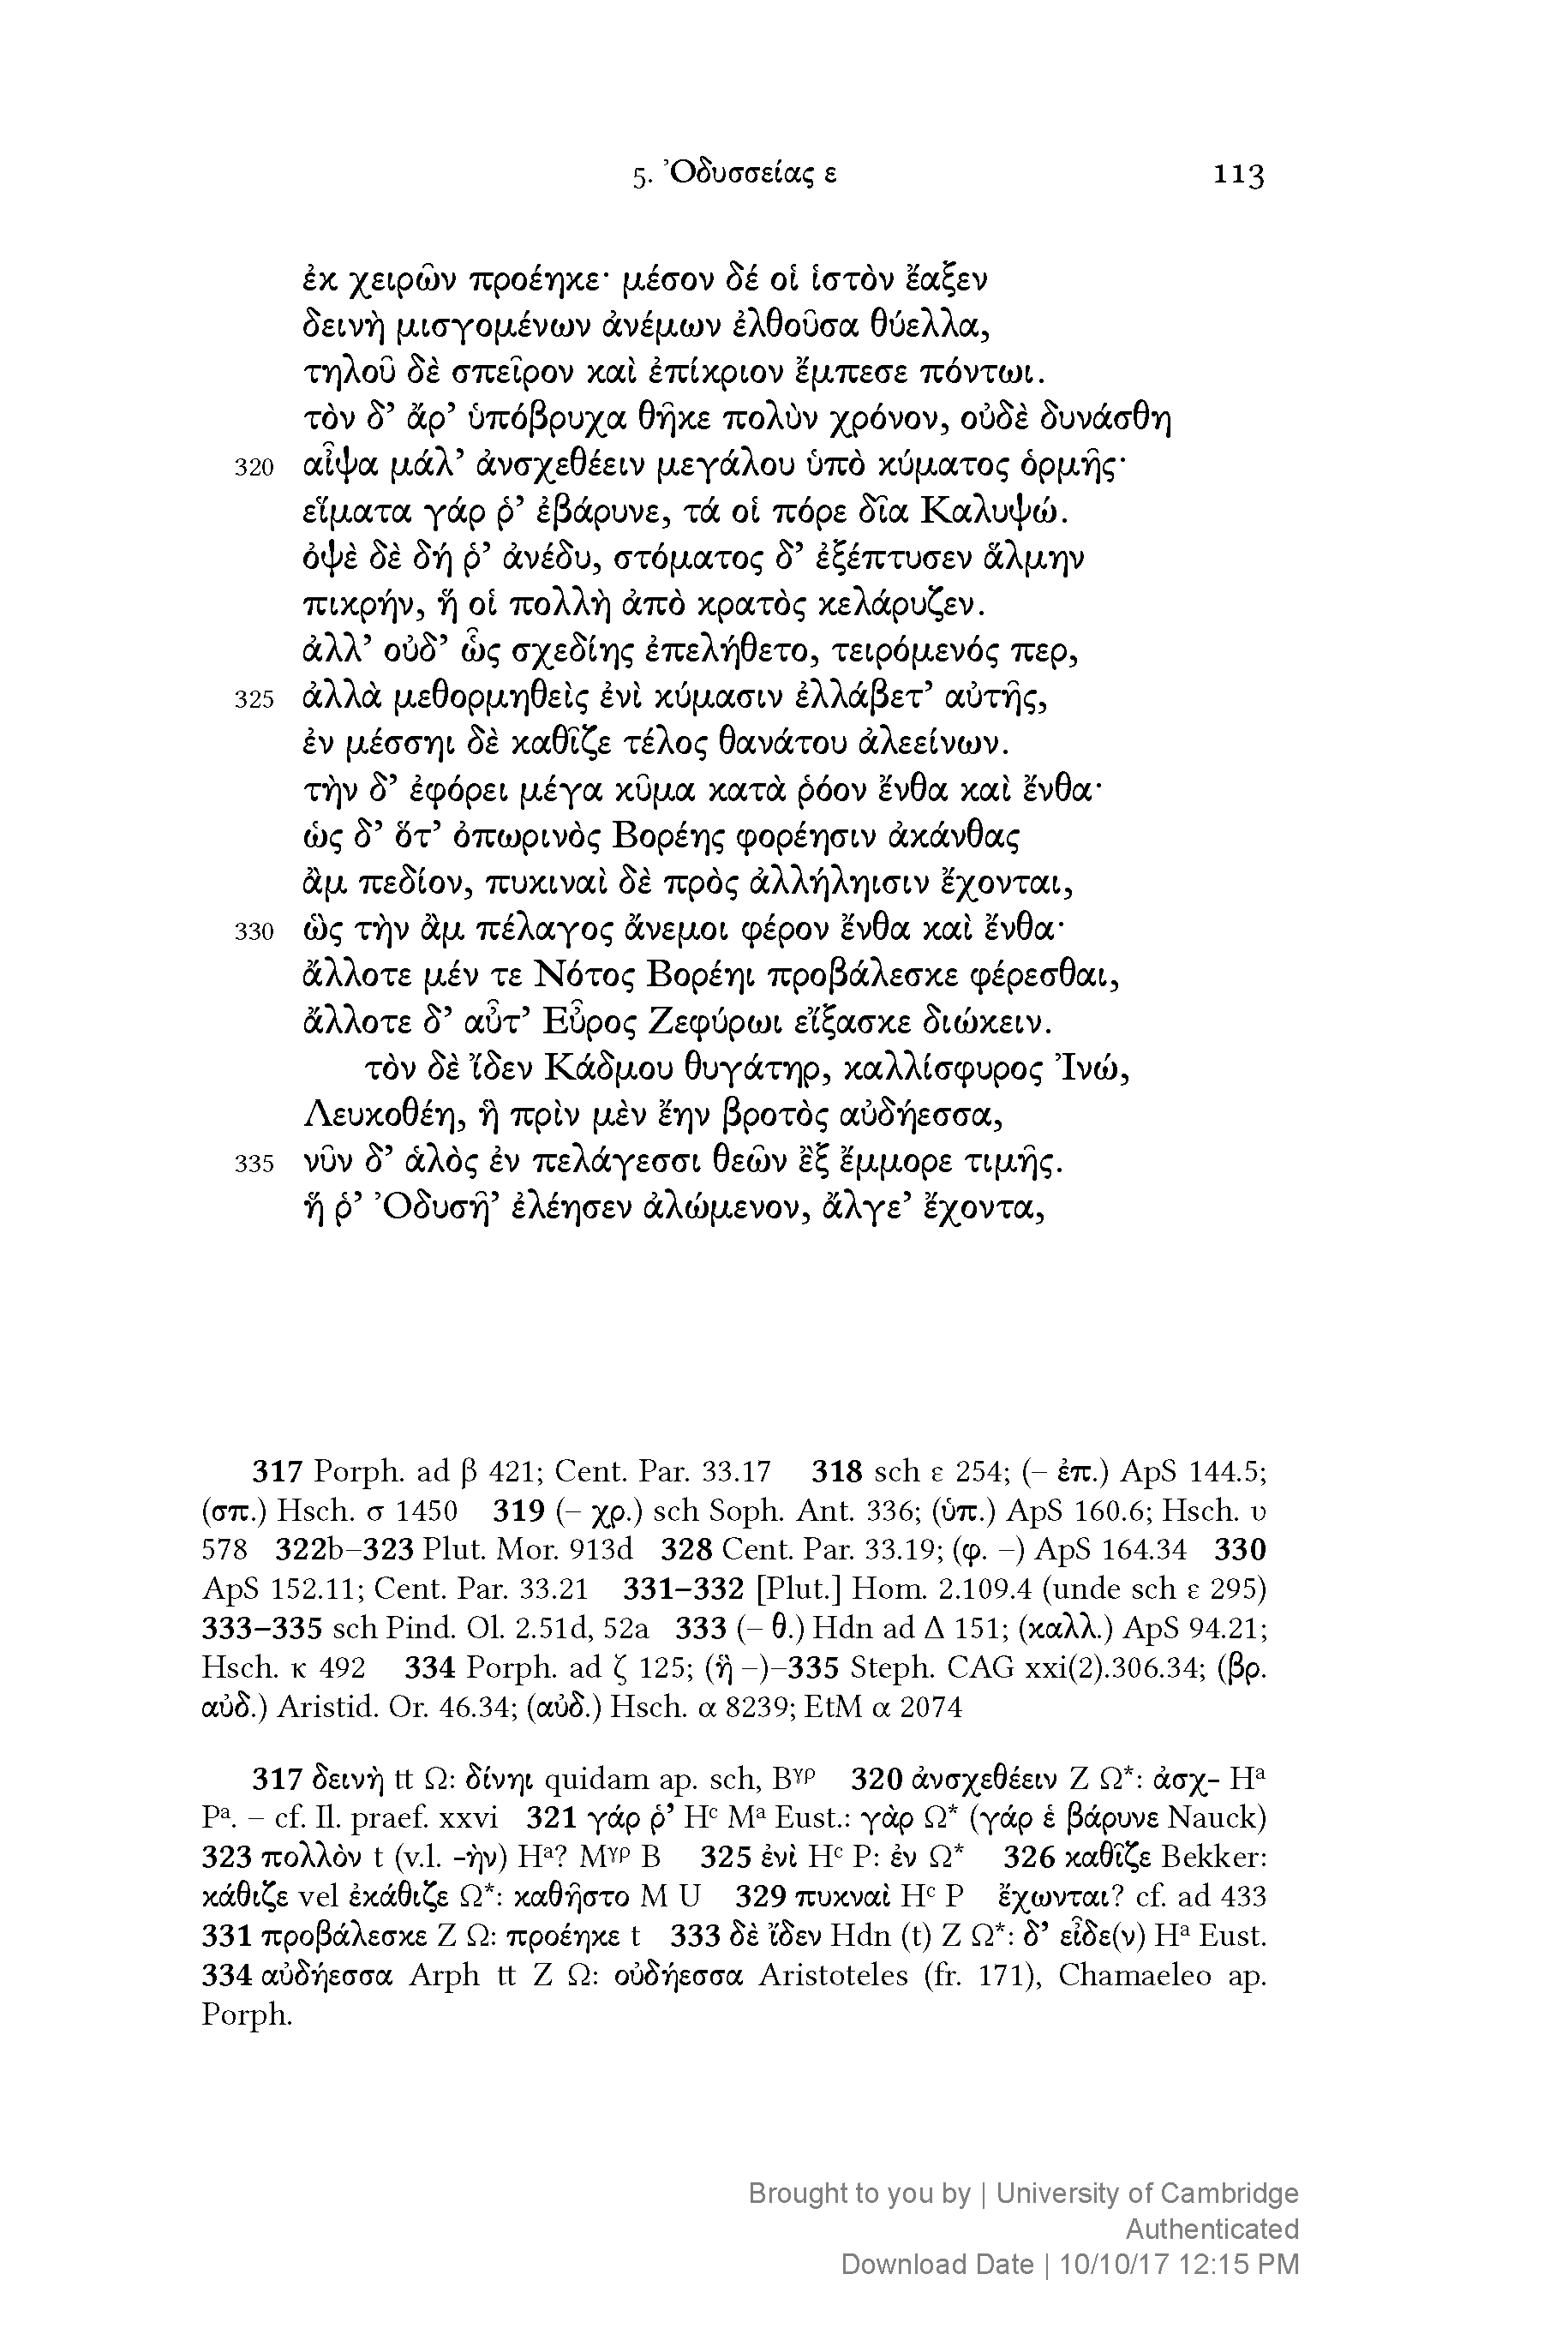 5. Ὀδυσσείας ε 113
ἐκ χειρῶν προέηκε· μέσον δέ οἱ ἱστὸν ἔαξεν
δεινὴ μισγομένων ἀνέμων ἐλθοῦσα θύελλα,
τηλοῦ δὲ σπεῖρον καὶ ἐπίκριον ἔμπεσε πόντωι.
τὸν δ’ ἄρ’ ὑπόβρυχα θῆκε πολὺν χρόνον, οὐδὲ δυνάσθη
320 αἶψα μάλ’ ἀνσχεθέειν μεγάλου ὑπὸ κύματος ὁρμῆς·
εἵματα γάρ ῥ’ ἐβάρυνε, τά οἱ πόρε δῖα Καλυψώ.
ὀψὲ δὲ δή ῥ’ ἀνέδυ, στόματος δ’ ἐξέπτυσεν ἅλμην
πικρήν, ἥ οἱ πολλὴ ἀπὸ κρατὸς κελάρυζεν.
ἀλλ’ οὐδ’ ὧς σχεδίης ἐπελήθετο, τειρόμενός περ,
325 ἀλλὰ μεθορμηθεὶς ἐνὶ κύμασιν ἐλλάβετ’ αὐτῆς,
ἐν μέσσηι δὲ καθῖζε τέλος θανάτου ἀλεείνων.
τὴν δ’ ἐφόρει μέγα κῦμα κατὰ ῥόον ἔνθα καὶ ἔνθα·
ὡς δ’ ὅτ’ ὀπωρινὸς Βορέης φορέησιν ἀκάνθας
ἂμ πεδίον, πυκιναὶ δὲ πρὸς ἀλλήληισιν ἔχονται,
330 ὣς τὴν ἂμ πέλαγος ἄνεμοι φέρον ἔνθα καὶ ἔνθα·
ἄλλοτε μέν τε Νότος Βορέηι προβάλεσκε φέρεσθαι,
ἄλλοτε δ’ αὖτ’ Εὖρος Ζεφύρωι εἴξασκε διώκειν.
τὸν δὲ ἴδεν Κάδμου θυγάτηρ, καλλίσφυρος Ἰνώ,
Λευκοθέη, ἣ πρὶν μὲν ἔην βροτὸς αὐδήεσσα,
335 νῦν δ’ ἁλὸς ἐν πελάγεσσι θεῶν ἒξ ἔμμορε τιμῆς.
ἥ ῥ’ Ὀδυσῆ’ ἐλέησεν ἀλώμενον, ἄλγε’ ἔχοντα,
317 Porph. ad β 421; Cent. Par. 33.17 318 sch ε 254; (– ἐπ.) ApS 144.5;
(σπ.) Hsch. σ 1450 319 (– χρ.) sch Soph. Ant. 336; (ὑπ.) ApS 160.6; Hsch. υ
578 322b–323 Plut. Mor. 913d 328 Cent. Par. 33.19; (φ. –) ApS 164.34 330
ApS 152.11; Cent. Par. 33.21 331–332 [Plut.] Hom. 2.109.4 (unde sch ε 295)
333–335 sch Pind. Ol. 2.51d, 52a 333 (– θ.) Hdn ad Δ 151; (καλλ.) ApS 94.21;
Hsch. κ 492 334 Porph. ad ζ 125; (ἣ –)–335 Steph. CAG xxi(2).306.34; (βρ.
αὐδ.) Aristid. Or. 46.34; (αὐδ.) Hsch. α 8239; EtM α 2074
317 δεινὴ tt Ω: δίνηι quidam ap. sch, Bᵞᴾ 320 ἀνσχεθέειν Z Ω*: ἀσχ- Hᵃ
Pᵃ. – cf. Il. praef. xxvi 321 γάρ ῥ’ Hᶜ Mᵃ Eust.: γὰρ Ω* (γάρ ἑ βάρυνε Nauck)
323 πολλὸν t (v.l. -ὴν) Hᵃ? Mᵞᴾ B 325 ἐνὶ Hᶜ P: ἐν Ω* 326 καθῖζε Bekker:
κάθιζε vel ἐκάθιζε Ω*: καθῆστο M U 329 πυκναὶ Hᶜ P ἔχωνται? cf. ad 433
331 προβάλεσκε Z Ω: προέηκε t 333 δὲ ἴδεν Hdn (t) Z Ω*: δ’ εἶδε(ν) Hᵃ Eust.
334 αὐδήεσσα Arph tt Z Ω: οὐδήεσσα Aristoteles (fr. 171), Chamaeleo ap.
Porph.
Brought to you by | University of Cambridge
Authenticated
Download Date | 10/10/17 12:15 PM